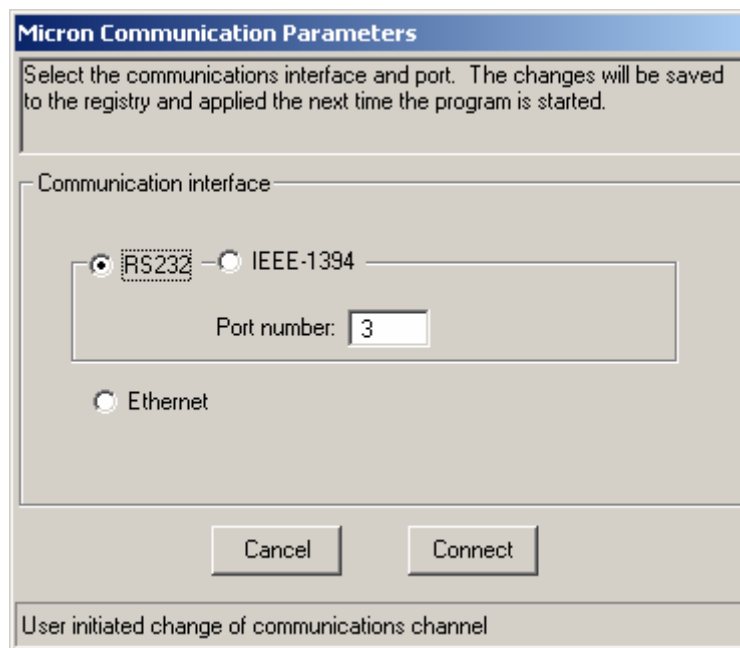 Micron Communication Parameters
Select the communications interface and port. The changes will be saved
to the registry and applied the next time the program is started.
Communication interface
RS232 IEEE-1394
Port number: 3
Ethernet
Cancel Connect
User initiated change of communications channel